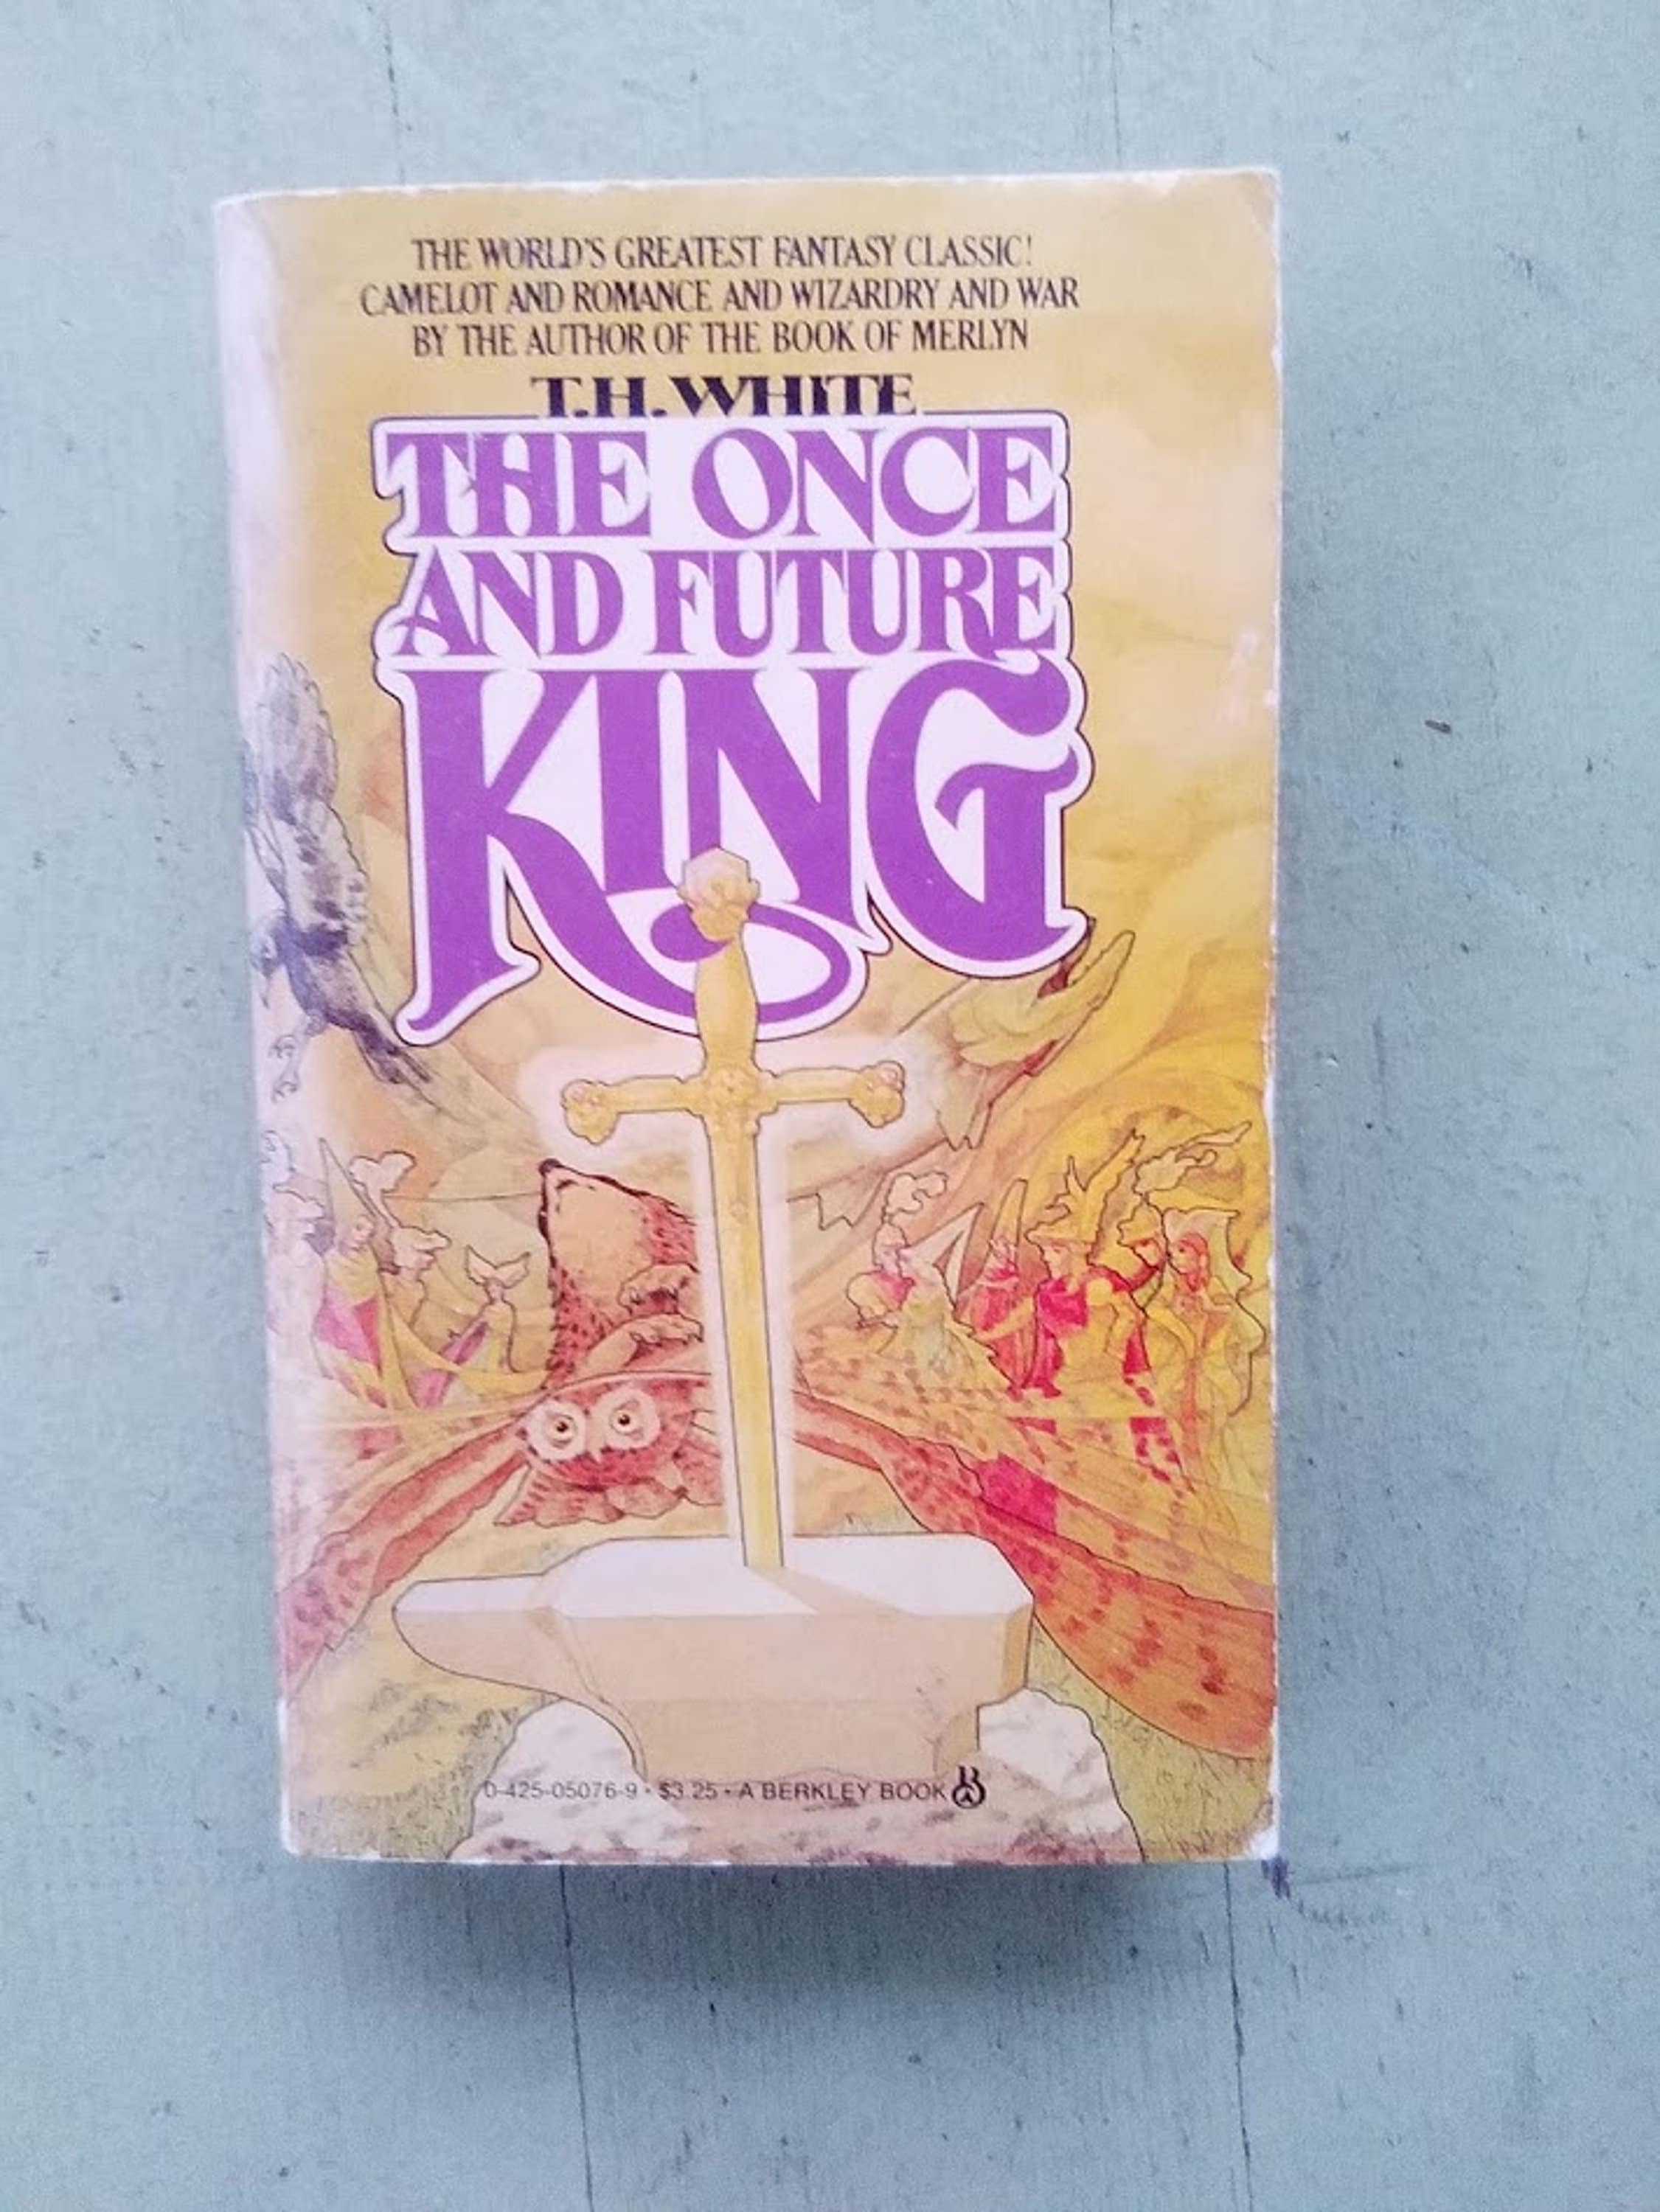 THE WORLD'S GREATEST FANTASY CLASSIC!
CAMELOT AND ROMANCE AND WIZARDRY AND WAR
BY THE AUTHOR OF THE BOOK OF MERLYN
T.H. WHITE
THE ONCE
AND FUTURE
KING
0-425-05076-9 • $3.25 • A BERKLEY BOOK